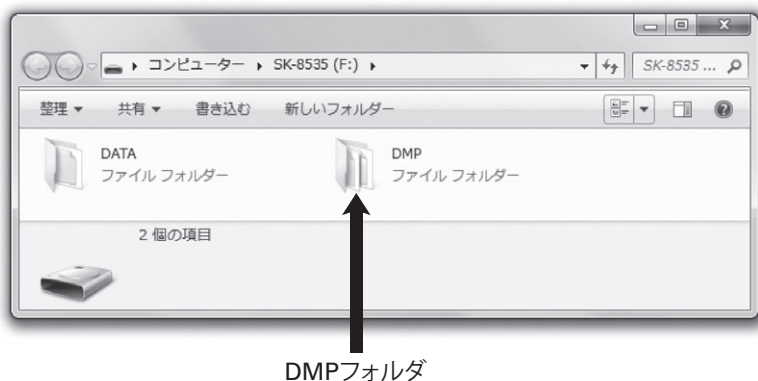 コンピューター SK-8535 (F:) SK-8535 ...
整理 共有 書き込む 新しいフォルダー
DATA
ファイル フォルダー
DMP
ファイル フォルダー
2 個の項目
DMPフォルダ